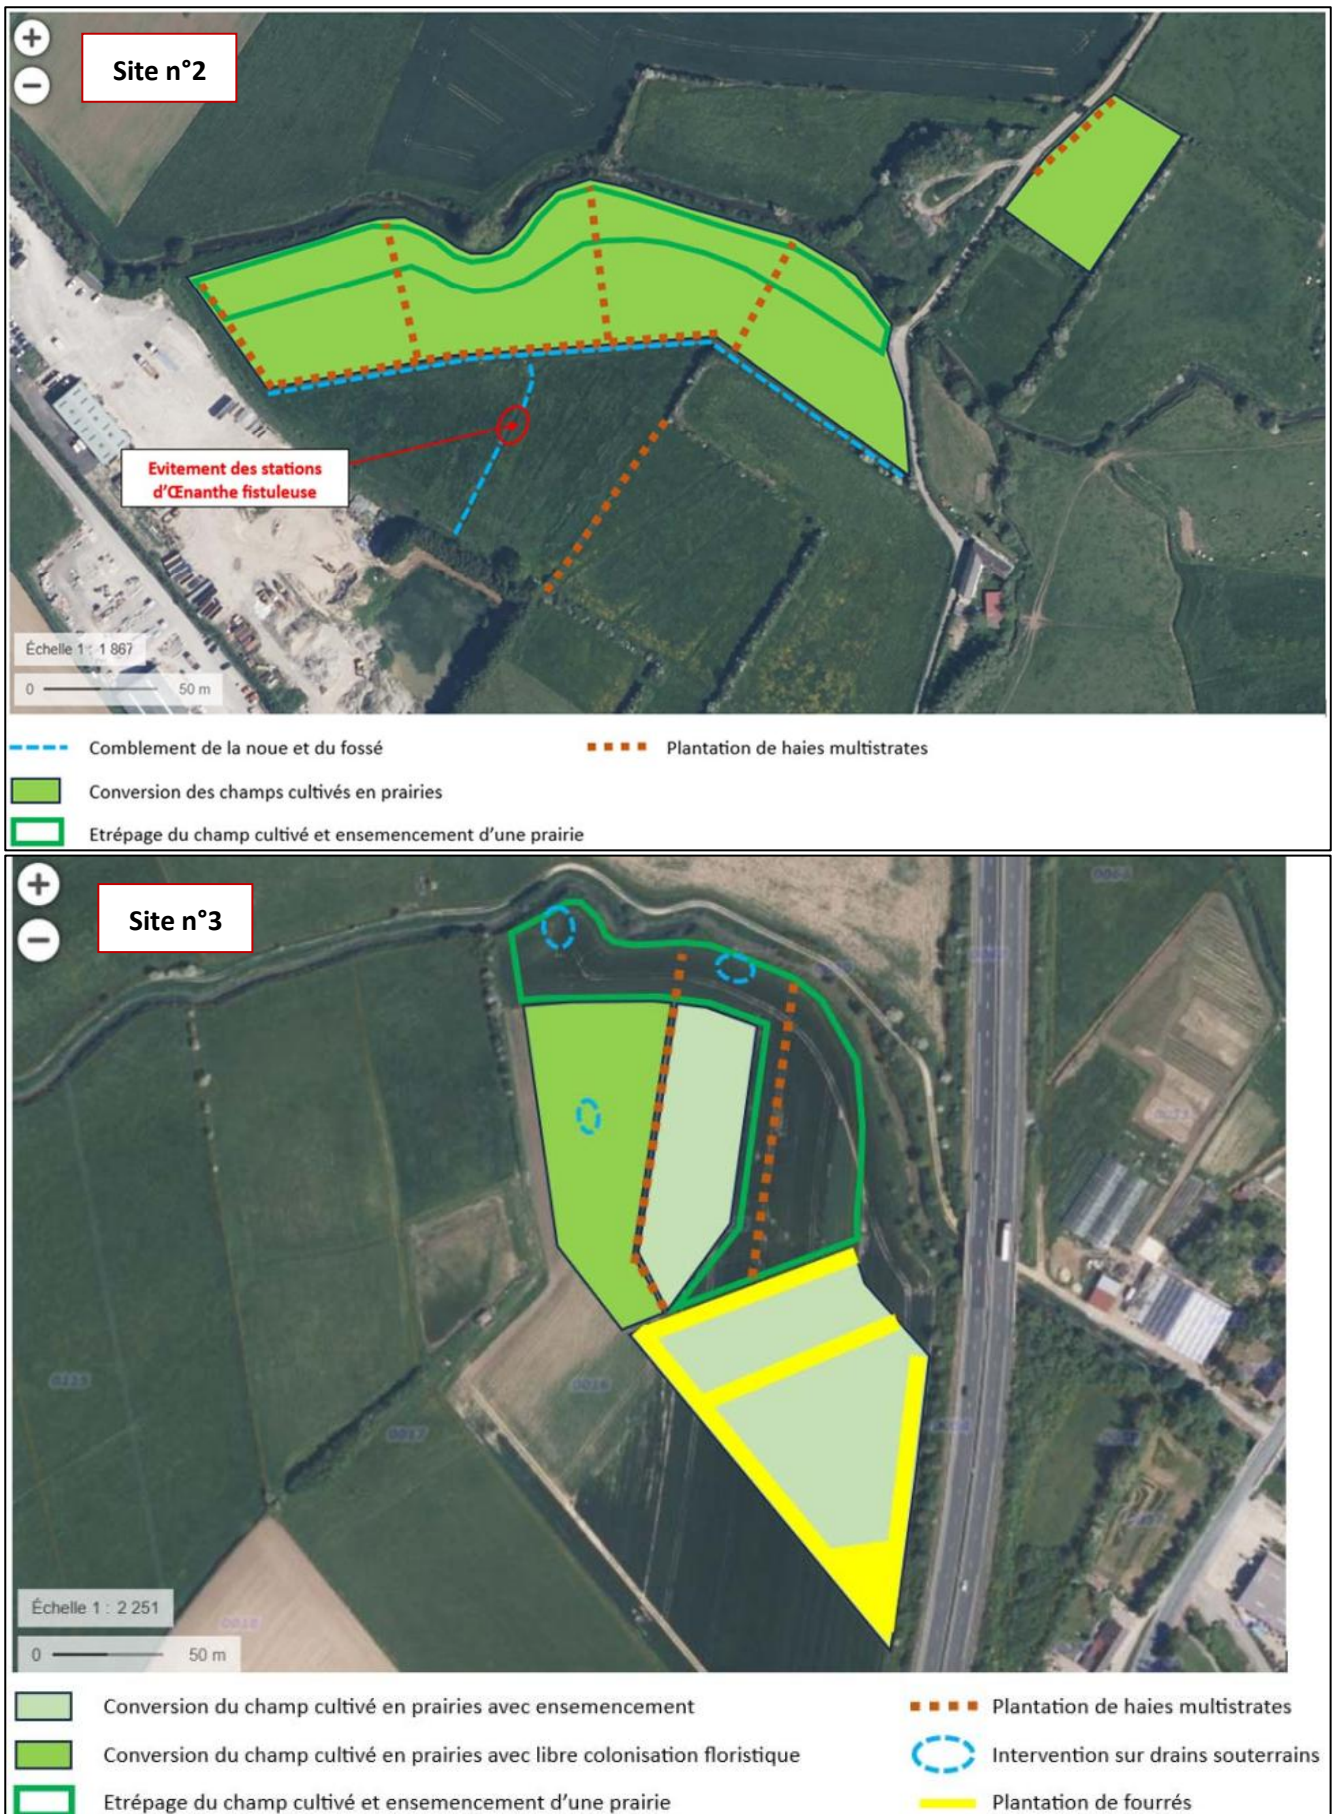 +
Site n°2
−
Evitement des stations
d'Œnanthe fistuleuse
Échelle 1 : 1 867
0 50 m
Comblement de la noue et du fossé
Plantation de haies multistrates
Conversion des champs cultivés en prairies
Etrépage du champ cultivé et ensemencement d'une prairie
+
Site n°3
−
0017
Échelle 1 : 2 251
0 50 m
Conversion du champ cultivé en prairies avec ensemencement
Plantation de haies multistrates
Conversion du champ cultivé en prairies avec libre colonisation floristique
Intervention sur drains souterrains
Etrépage du champ cultivé et ensemencement d'une prairie
Plantation de fourrés